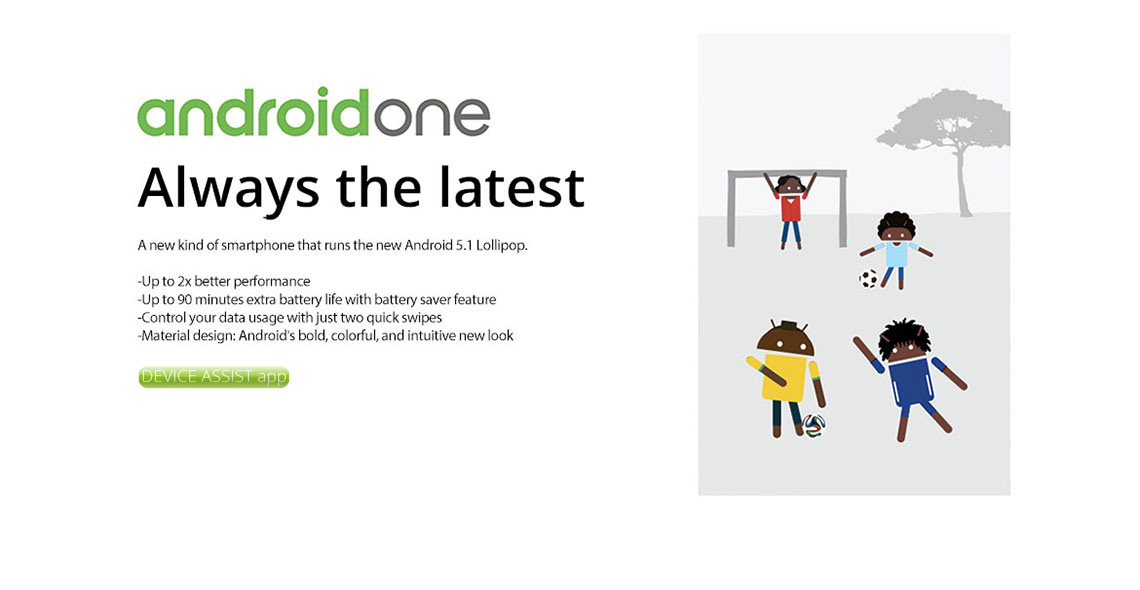 androidone
Always the latest
A new kind of smartphone that runs the new Android 5.1 Lollipop.
-Up to 2x better performance
-Up to 90 minutes extra battery life with battery saver feature
-Control your data usage with just two quick swipes
-Material design: Android's bold, colorful, and intuitive new look
DEVICE ASSIST app